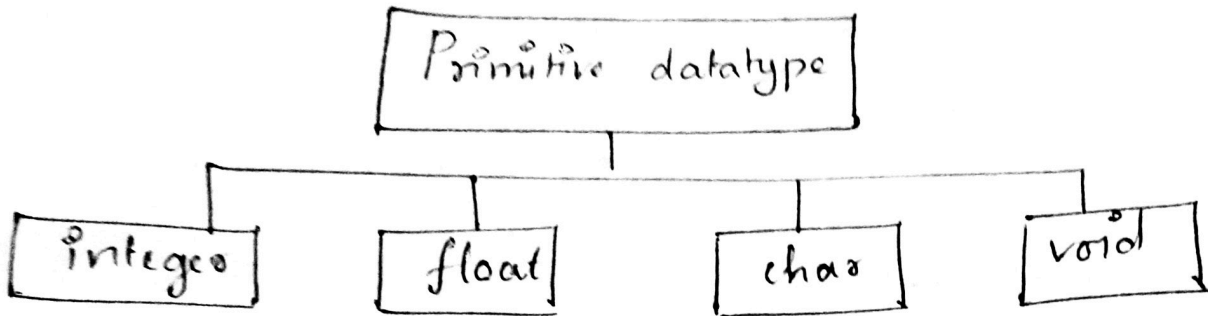 Primitive datatype
integer
float
char
void